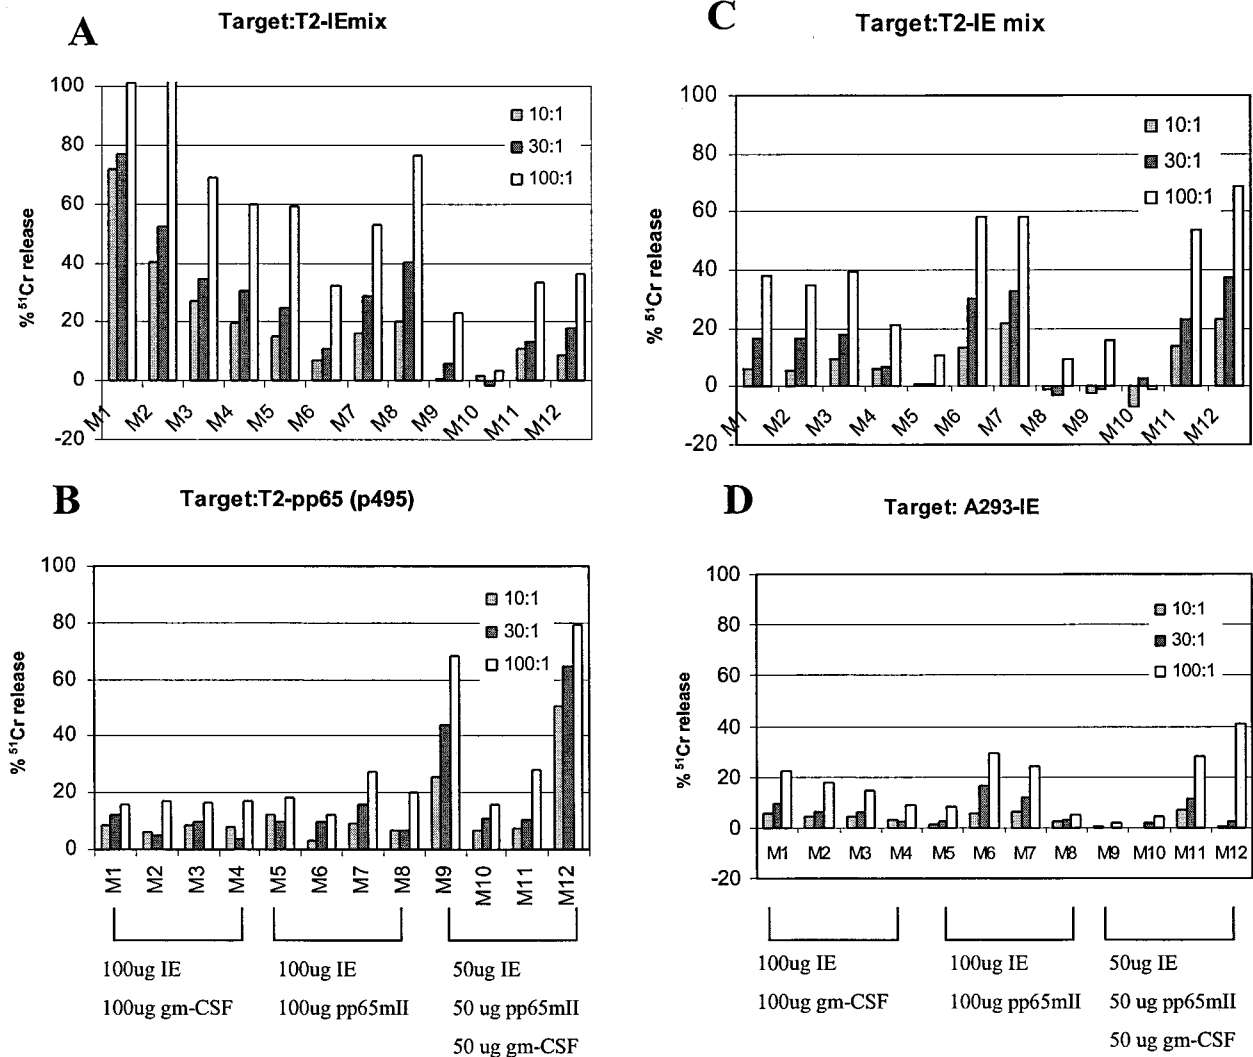 A
Target:T2-IEmix
100
80
60
40
20
0
-20
% ⁵¹Cr release
10:1
30:1
100:1
M1
M2
M3
M4
M5
M6
M7
M8
M9
M10
M11
M12
B
Target:T2-pp65 (p495)
100
80
60
40
20
0
% ⁵¹Cr release
10:1
30:1
100:1
M1
M2
M3
M4
M5
M6
M7
M8
M9
M10
M11
M12
100ug IE
100ug gm-CSF
100ug IE
100ug pp65mII
50ug IE
50 ug pp65mII
50 ug gm-CSF
C
Target:T2-IE mix
100
80
60
40
20
0
-20
% ⁵¹Cr release
10:1
30:1
100:1
M1
M2
M3
M4
M5
M6
M7
M8
M9
M10
M11
M12
D
Target: A293-IE
100
80
60
40
20
0
-20
% ⁵¹Cr release
10:1
30:1
100:1
M1
M2
M3
M4
M5
M6
M7
M8
M9
M10
M11
M12
100ug IE
100ug gm-CSF
100ug IE
100ug pp65mII
50ug IE
50 ug pp65mII
50 ug gm-CSF